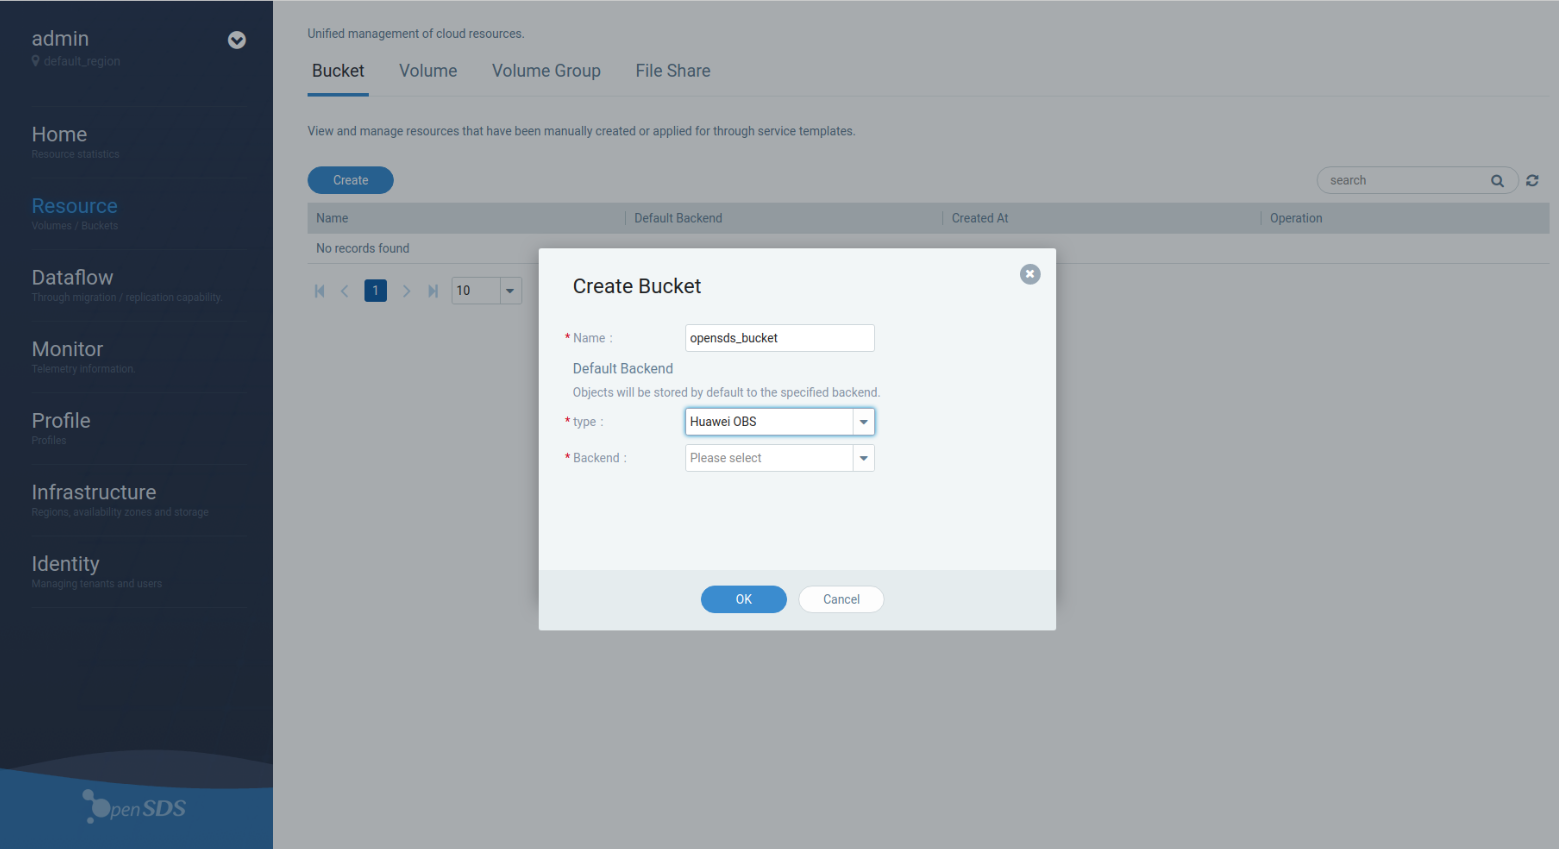 admin
default_region
Home
Resource statistics
Resource
Volumes / Buckets
Dataflow
Through migration / replication capability.
Monitor
Telemetry information
Profile
Profiles
Infrastructure
Regions, availability zones and storage
Identity
Managing tenants and users
OpenSDS
Unified management of cloud resources.
Bucket Volume Volume Group File Share
View and manage resources that have been manually created or applied for through service templates.
Create search
Name Default Backend Created At Operation
No records found
1 10
Create Bucket
* Name : opensds_bucket
Default Backend
Objects will be stored by default to the specified backend.
* type : Huawei OBS
* Backend : Please select
OK Cancel